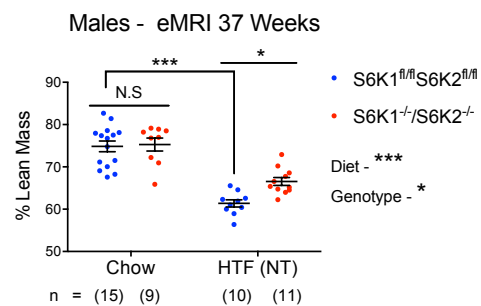 Males - eMRI 37 Weeks
***
*
N.S
% Lean Mass
90
80
70
60
50
Chow
HTF (NT)
n = (15) (9) (10) (11)
S6K1fl/flS6K2fl/fl
S6K1-/-/S6K2-/-
Diet - ***
Genotype - *